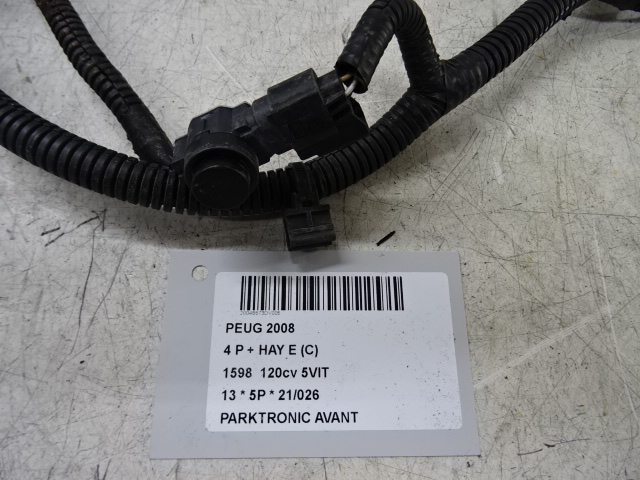 PEUG 2008
4 P + HAY E (C)
1598 120cv 5VIT
13 * 5P * 21/026
PARKTRONIC AVANT